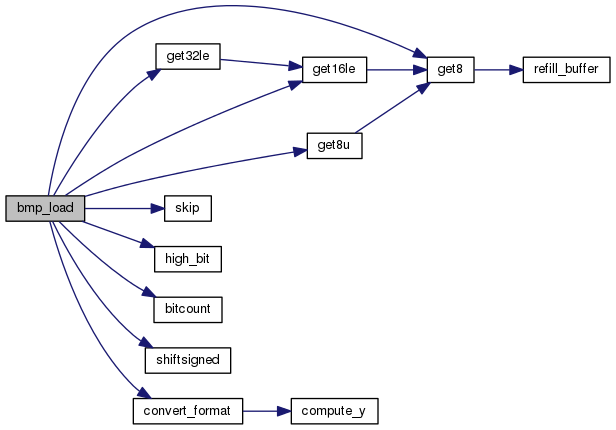 get32le
get16le
get8
refill_buffer
get8u
bmp_load
skip
high_bit
bitcount
shiftsigned
convert_format
compute_y